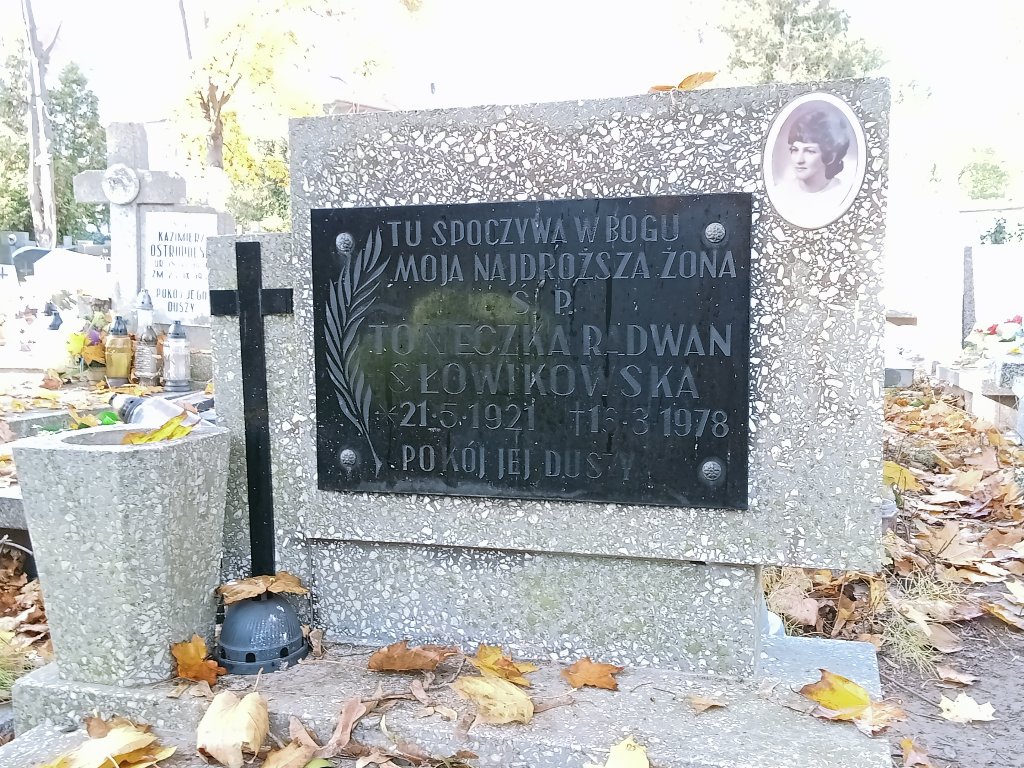 TU SPOCZYWA W BOGU
MOJA NAJDROŻSZA ŻONA
Ś. P.
TONECZKA RADWAN
SŁOWIKOWSKA
*21·5·1921 †16·3·1978
POKÓJ JEJ DUSZY
KAZIMIERZ
POKÓJ JEGO
DUSZY